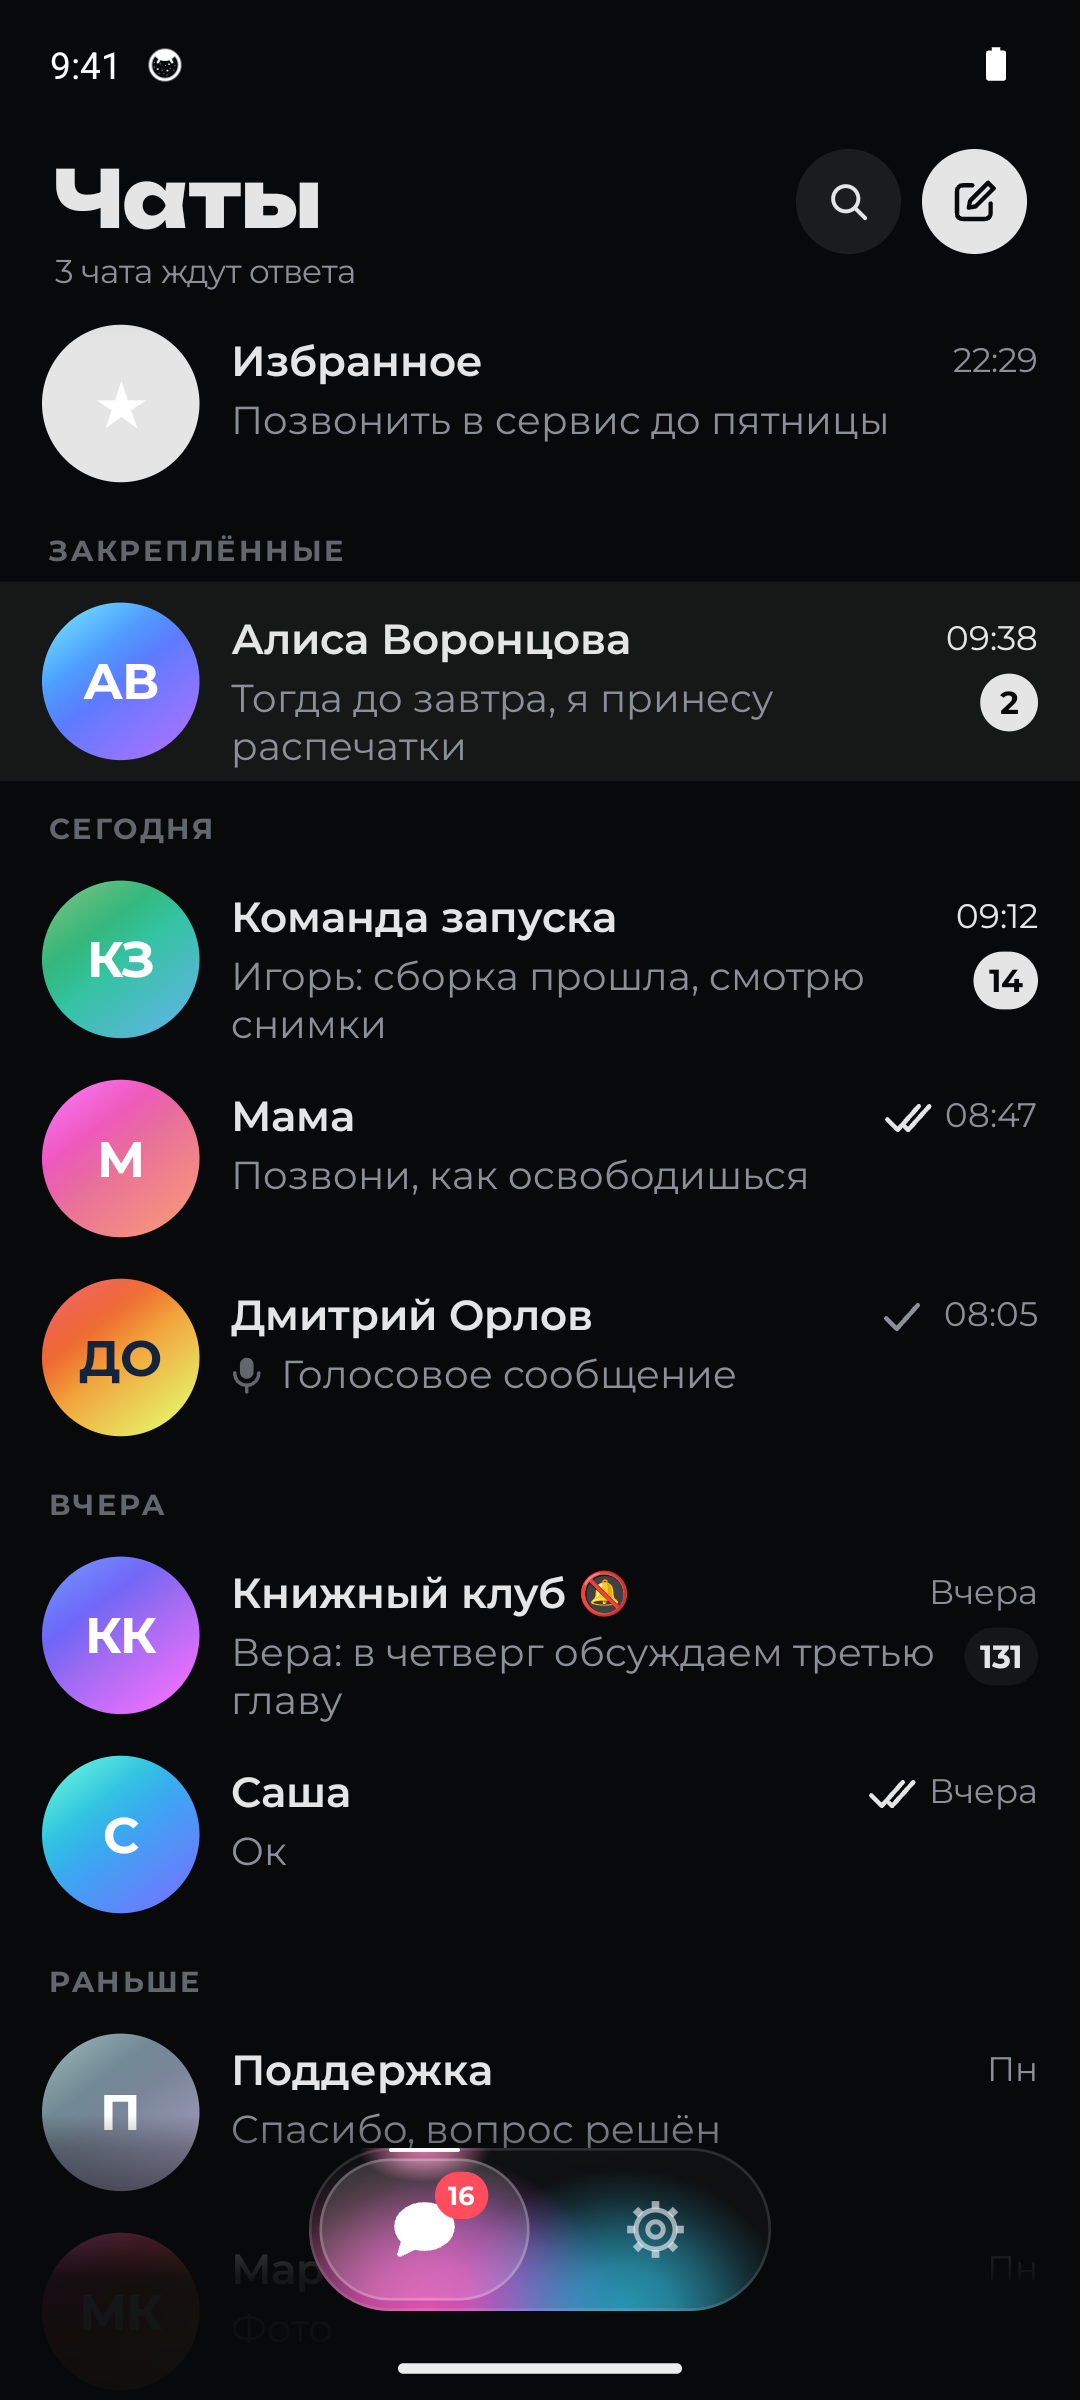 9:41
Чаты
3 чата ждут ответа
Избранное 22:29
Позвонить в сервис до пятницы
ЗАКРЕПЛЁННЫЕ
АВ Алиса Воронцова 09:38
Тогда до завтра, я принесу 2
распечатки
СЕГОДНЯ
КЗ Команда запуска 09:12
Игорь: сборка прошла, смотрю 14
снимки
М Мама 08:47
Позвони, как освободишься
ДО Дмитрий Орлов 08:05
Голосовое сообщение
ВЧЕРА
КК Книжный клуб Вчера
Вера: в четверг обсуждаем третью 131
главу
С Саша Вчера
Ок
РАНЬШЕ
П Поддержка Пн
Спасибо, вопрос решён
16
МК Пн
Фото